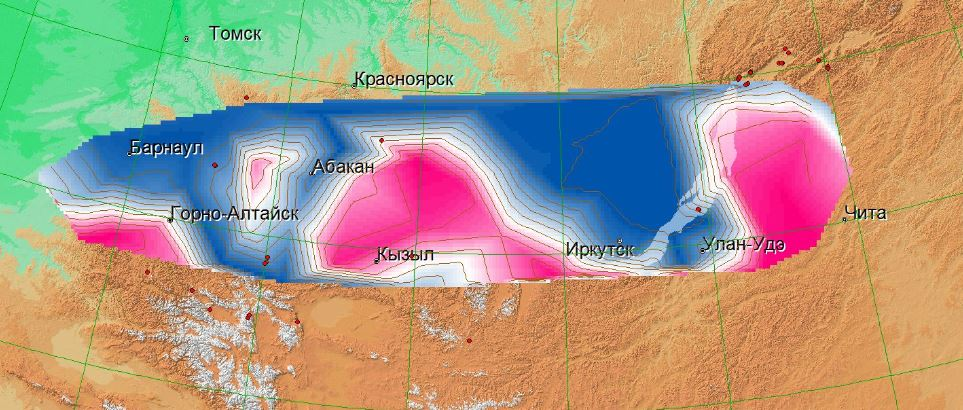 Томск
Красноярск
Барнаул
Абакан
Горно-Алтайск
Чита
Кызыл
Иркутск
Улан-Удэ